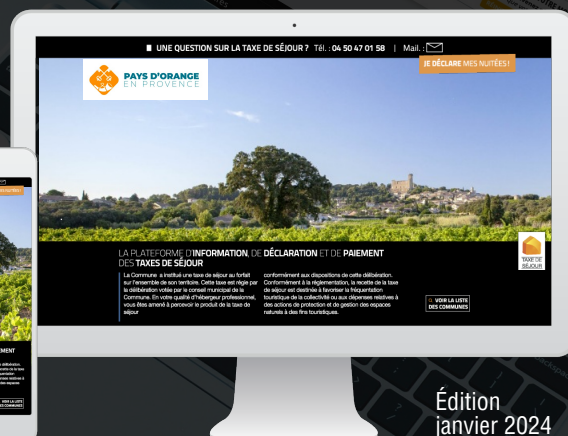 UNE QUESTION SUR LA TAXE DE SÉJOUR ? Tél. : 04 50 47 01 58 | Mail. :
JE DÉCLARE MES NUITÉES !
PAYS D'ORANGE
EN PROVENCE
LA PLATEFORME D'INFORMATION, DE DÉCLARATION ET DE PAIEMENT
DES TAXES DE SÉJOUR
La Commune a institué une taxe de séjour au forfait
sur l'ensemble de son territoire. Cette taxe est régie par
la délibération votée par le conseil municipal de la
Commune. En votre qualité d'hébergeur professionnel,
vous êtes amené à percevoir le produit de la taxe de
séjour
conformément aux dispositions de cette délibération.
Conformément à la réglementation, la recette de la taxe
de séjour est destinée à favoriser la fréquentation
touristique de la collectivité ou aux dépenses relatives à
des actions de protection et de gestion des espaces
naturels à des fins touristiques.
TAXE DE
SÉJOUR
VOIR LA LISTE
DES COMMUNES
Édition
janvier 2024